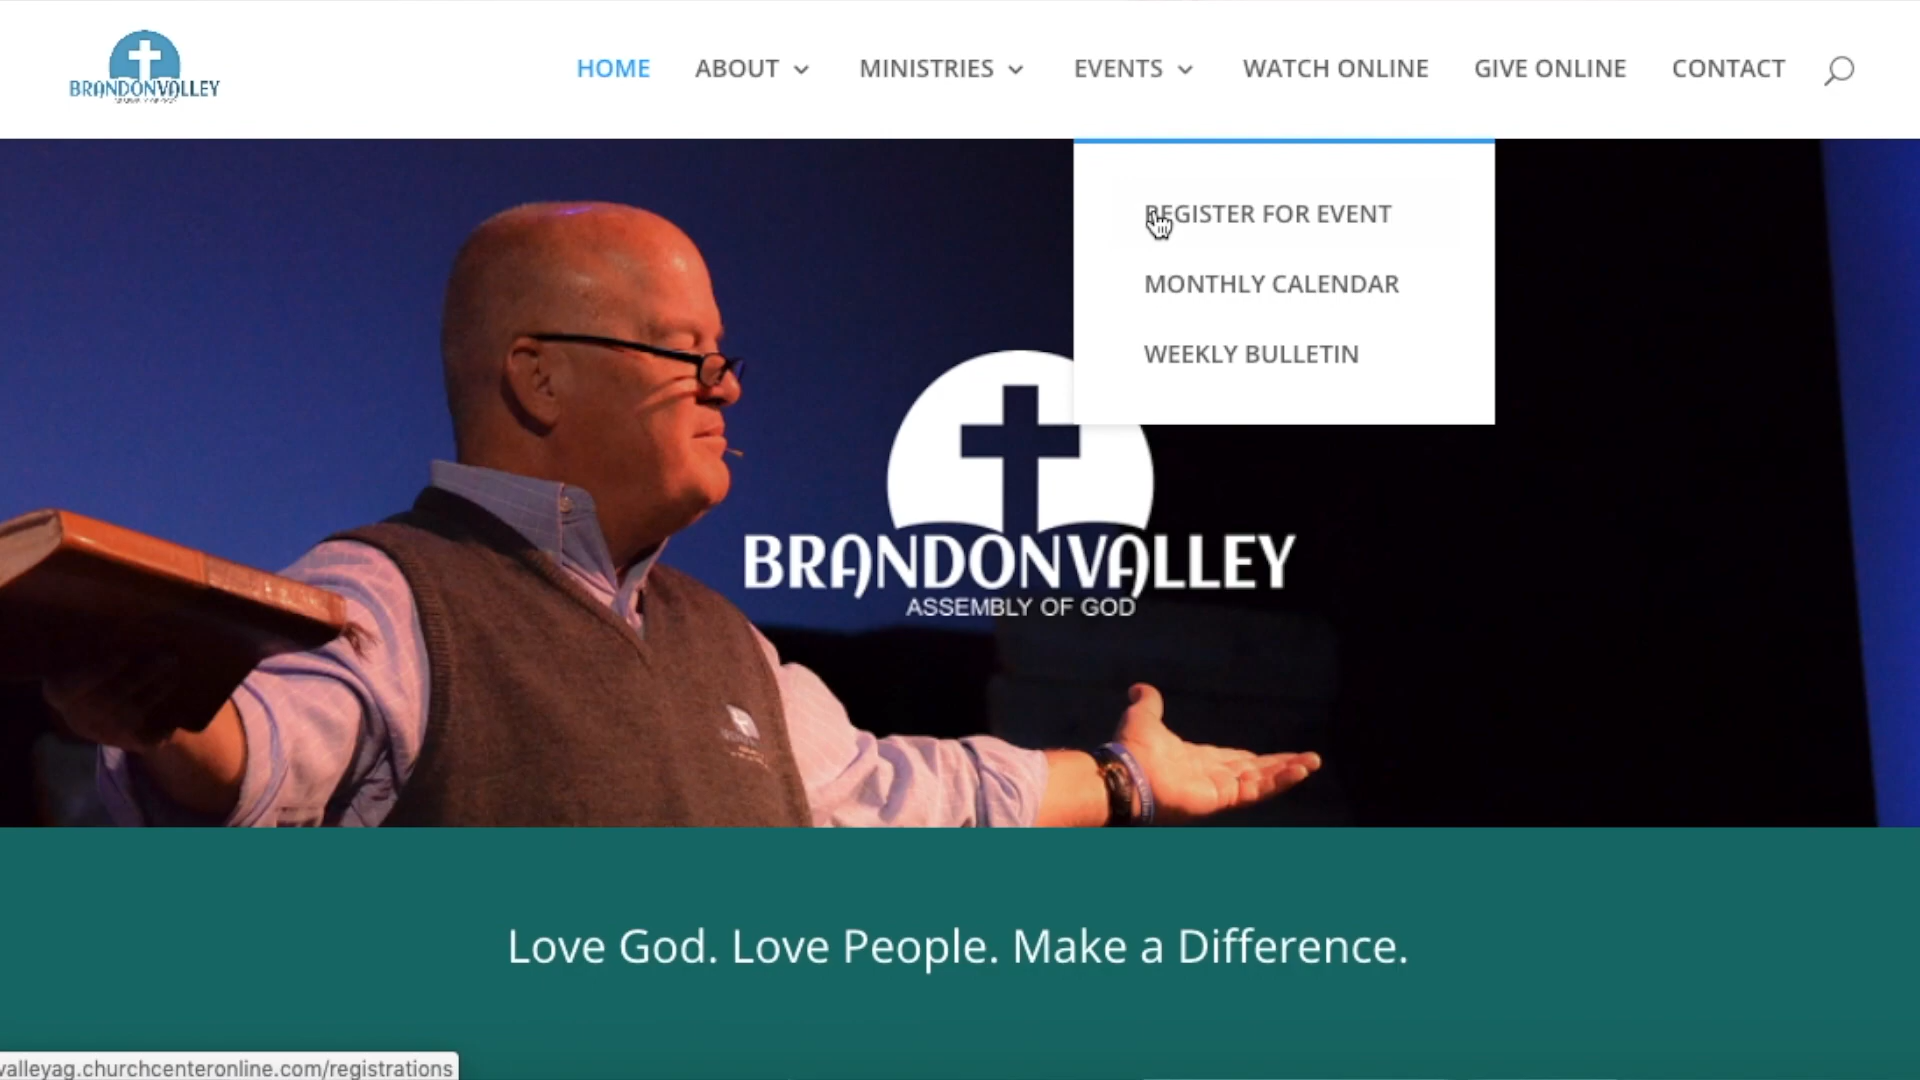 BRANDONVALLEY
HOME ABOUT MINISTRIES EVENTS WATCH ONLINE GIVE ONLINE CONTACT
REGISTER FOR EVENT
MONTHLY CALENDAR
WEEKLY BULLETIN
BRANDONVALLEY
ASSEMBLY OF GOD
Love God. Love People. Make a Difference.
valleyag.churchcenteronline.com/registrations